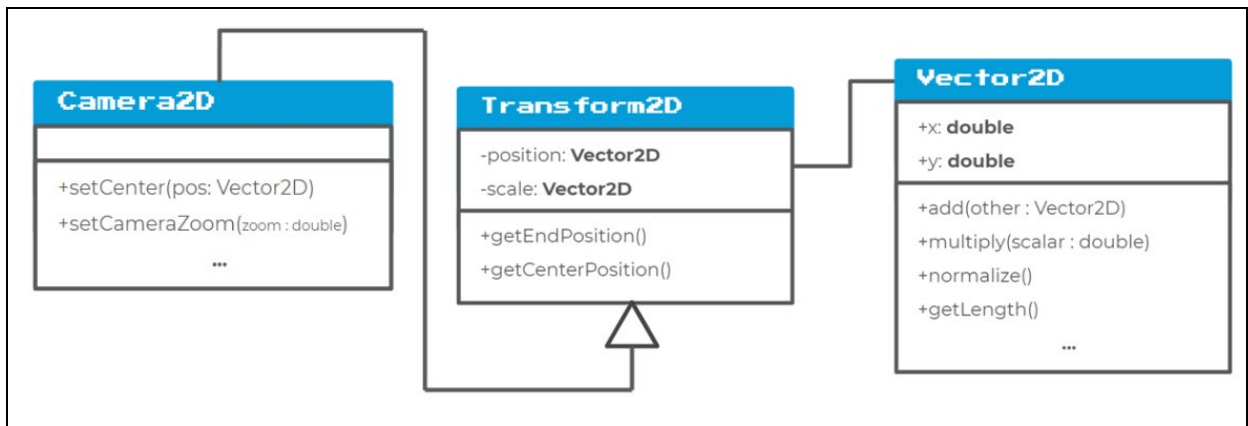 Camera2D
+setCenter(pos: Vector2D)
+setCameraZoom(zoom : double)
...
Transform2D
-position: Vector2D
-scale: Vector2D
+getEndPosition()
+getCenterPosition()
Vector2D
+x: double
+y: double
+add(other : Vector2D)
+multiply(scalar : double)
+normalize()
+getLength()
...